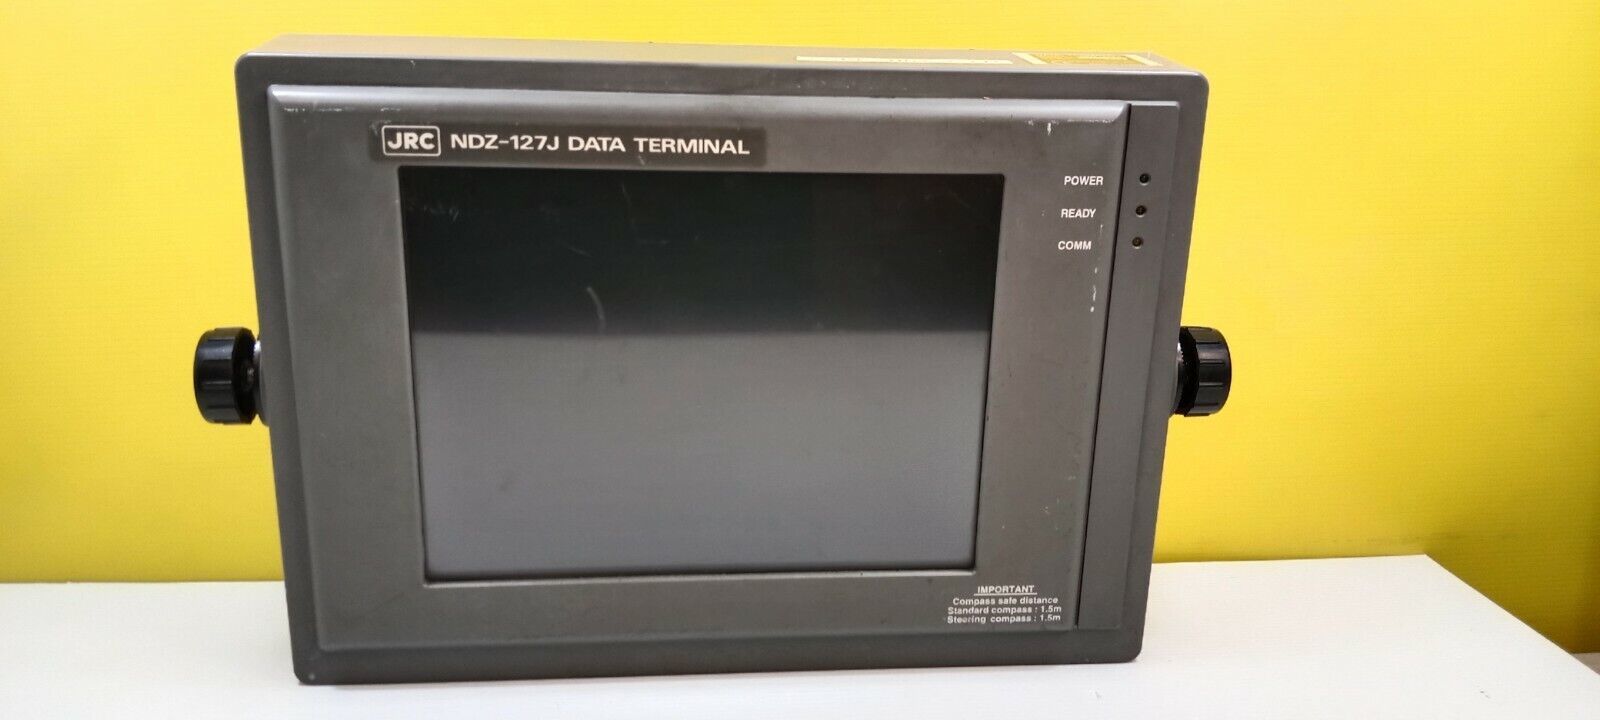 JRC NDZ-127J DATA TERMINAL
POWER
READY
COMM
IMPORTANT
Compass safe distance
Standard compass : 1.5m
Steering compass : 1.5m